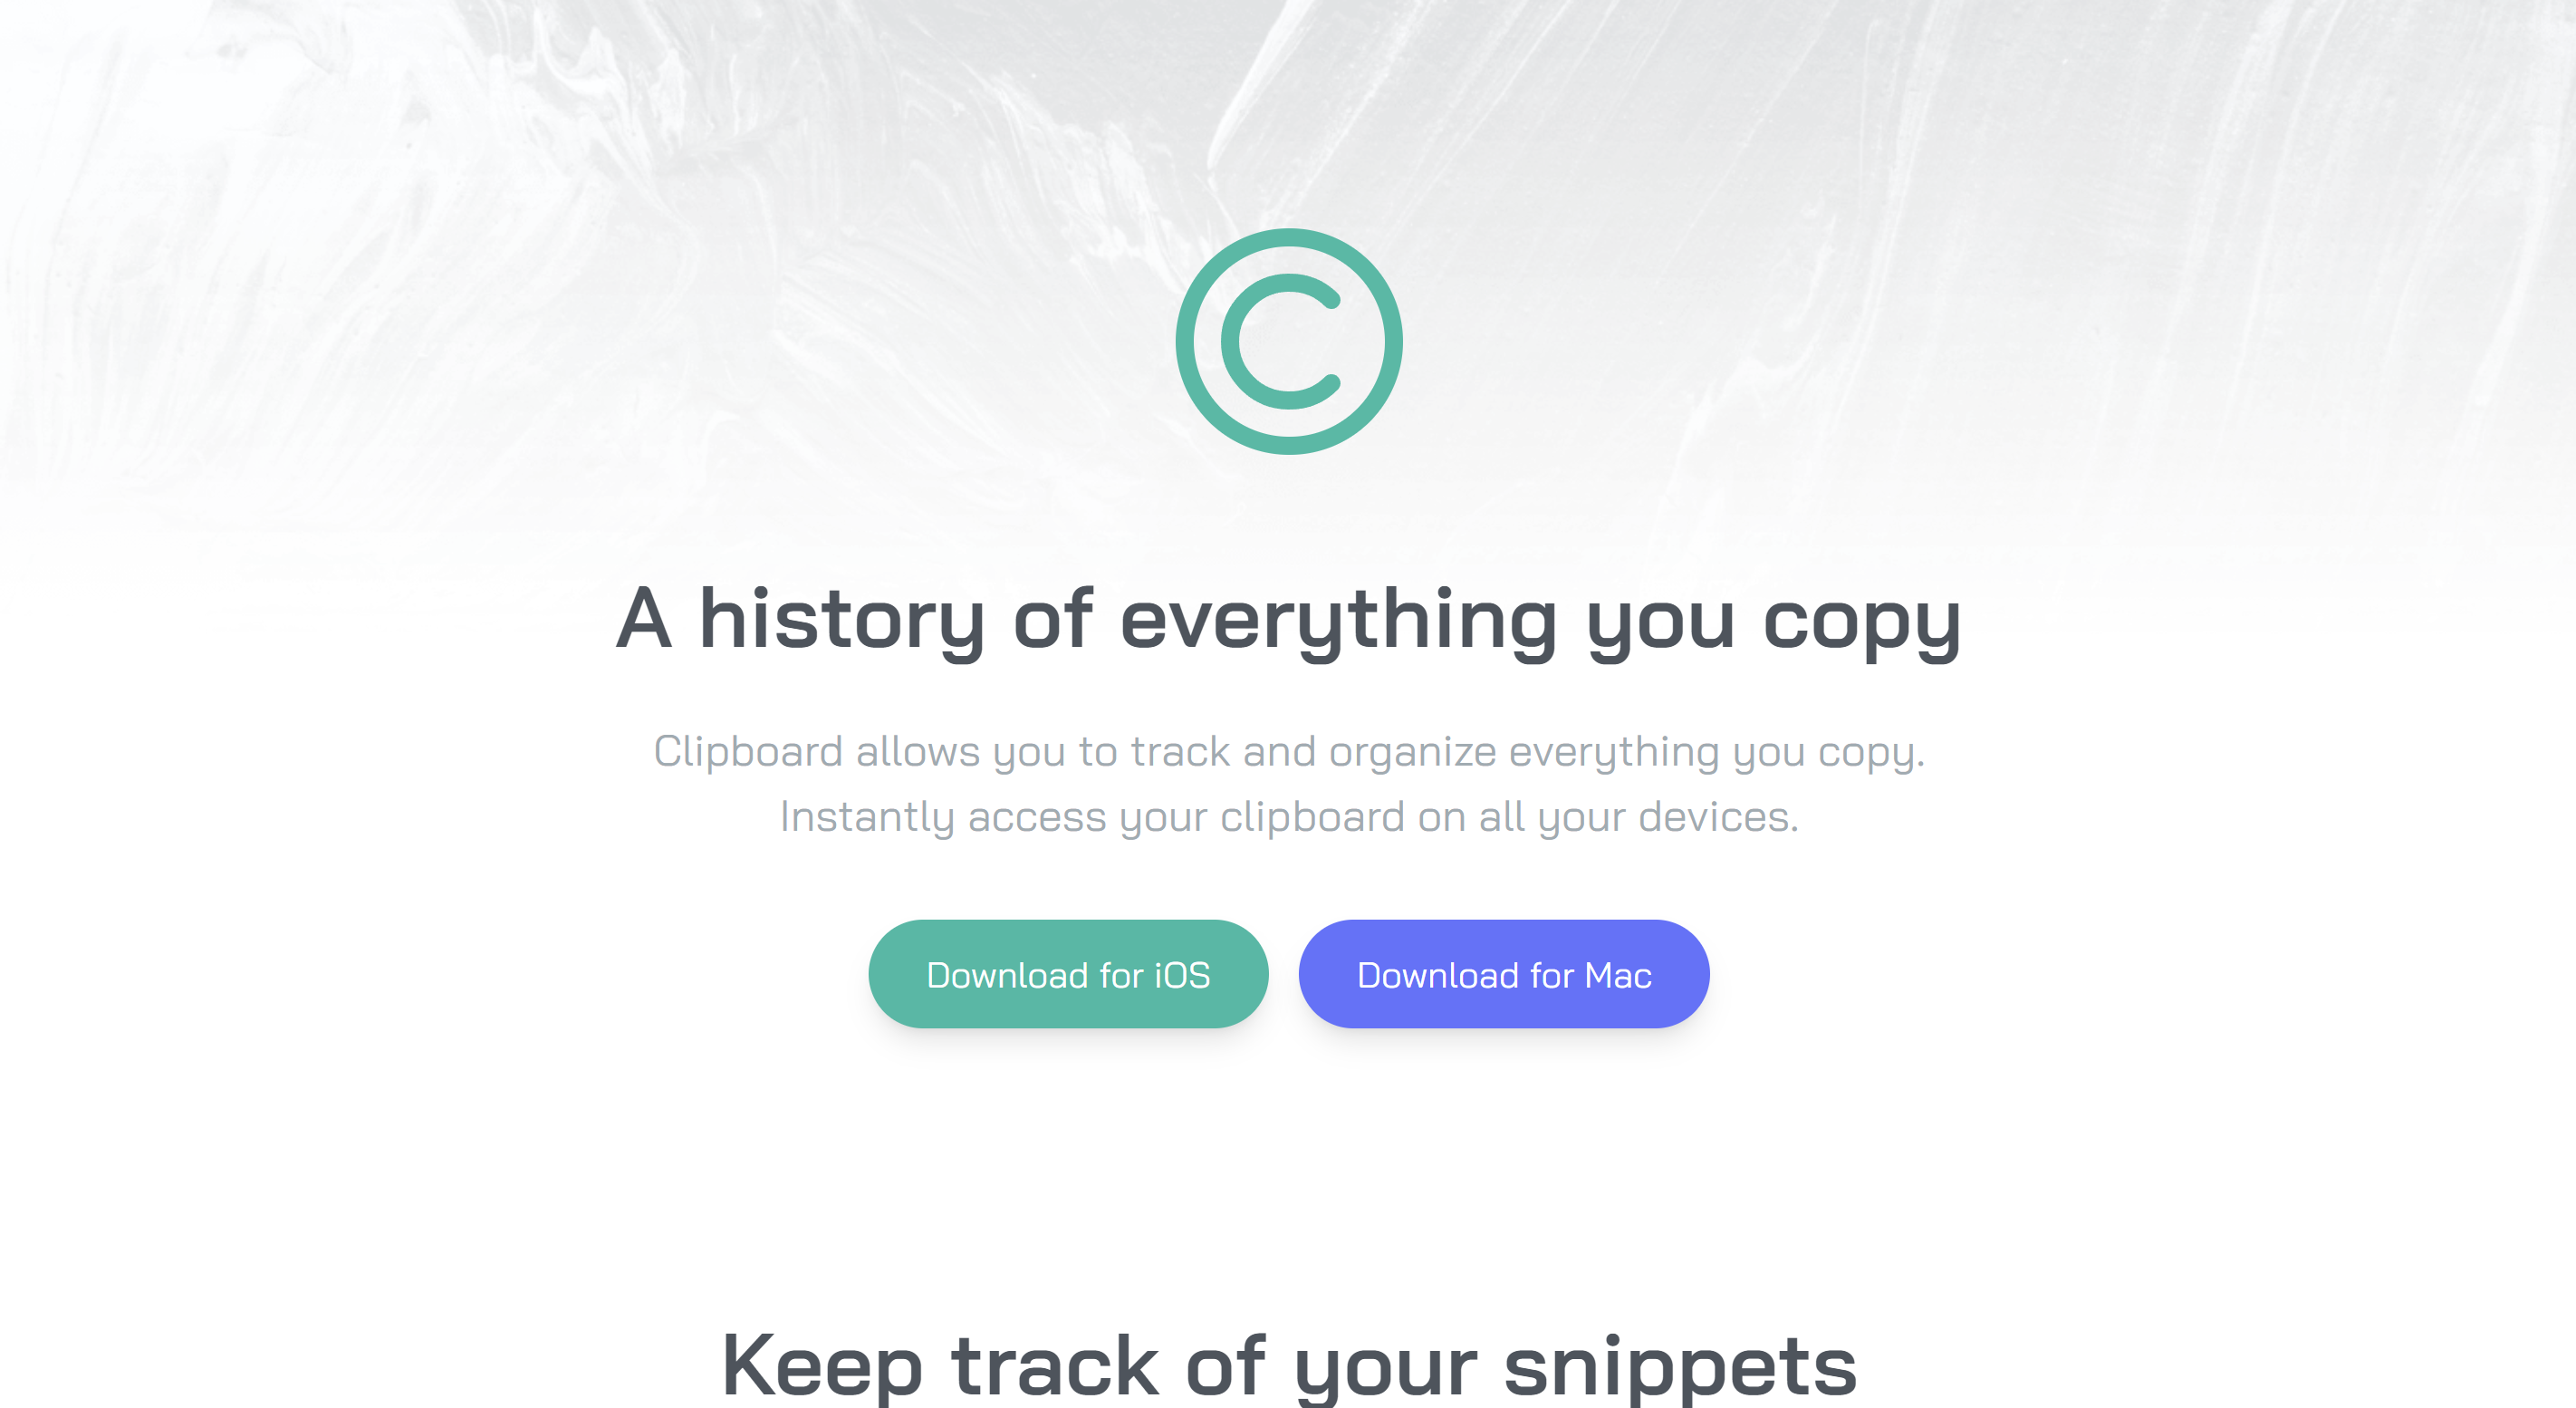 A history of everything you copy
Clipboard allows you to track and organize everything you copy.
Instantly access your clipboard on all your devices.
Download for iOS
Download for Mac
Keep track of your snippets